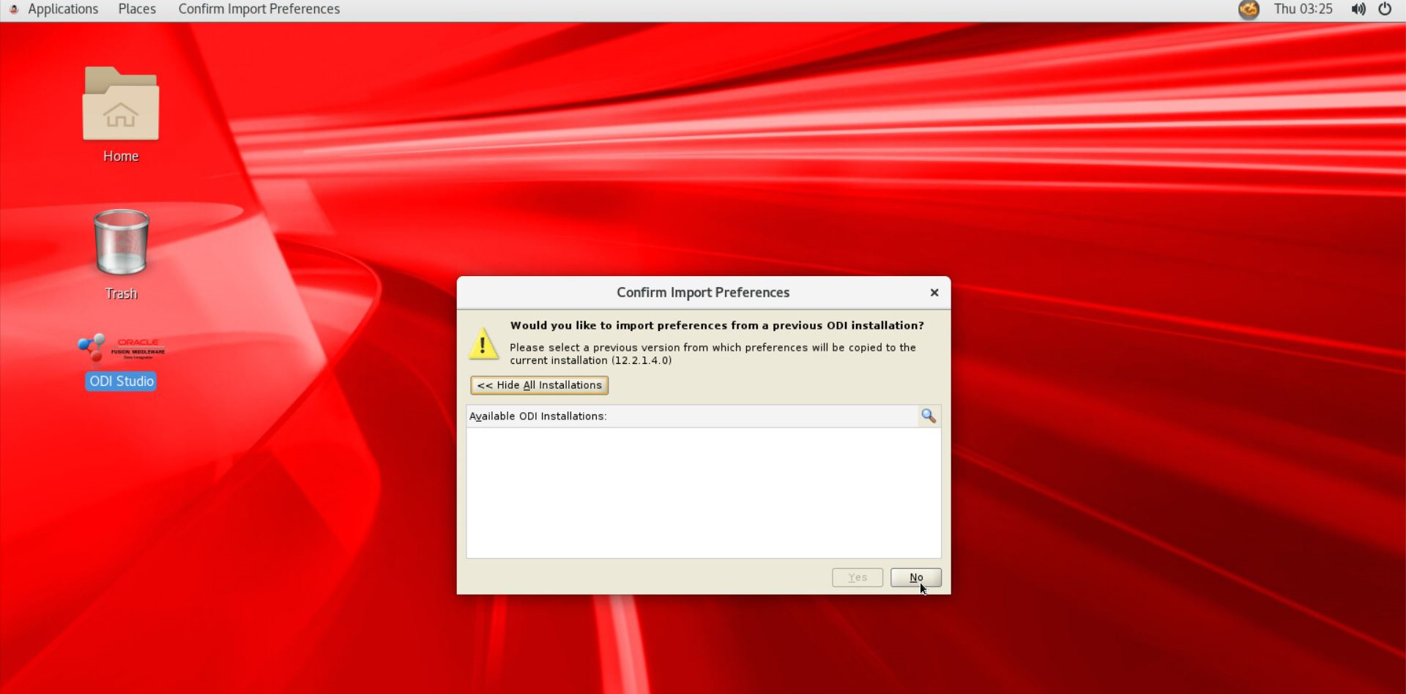 Applications Places Confirm Import Preferences Thu 03:25
Home
Trash
ORACLE
FUSION MIDDLEWARE
Data Integrator
ODI Studio
Confirm Import Preferences
Would you like to import preferences from a previous ODI installation?
Please select a previous version from which preferences will be copied to the
current installation (12.2.1.4.0)
<< Hide All Installations
Available ODI Installations:
Yes No